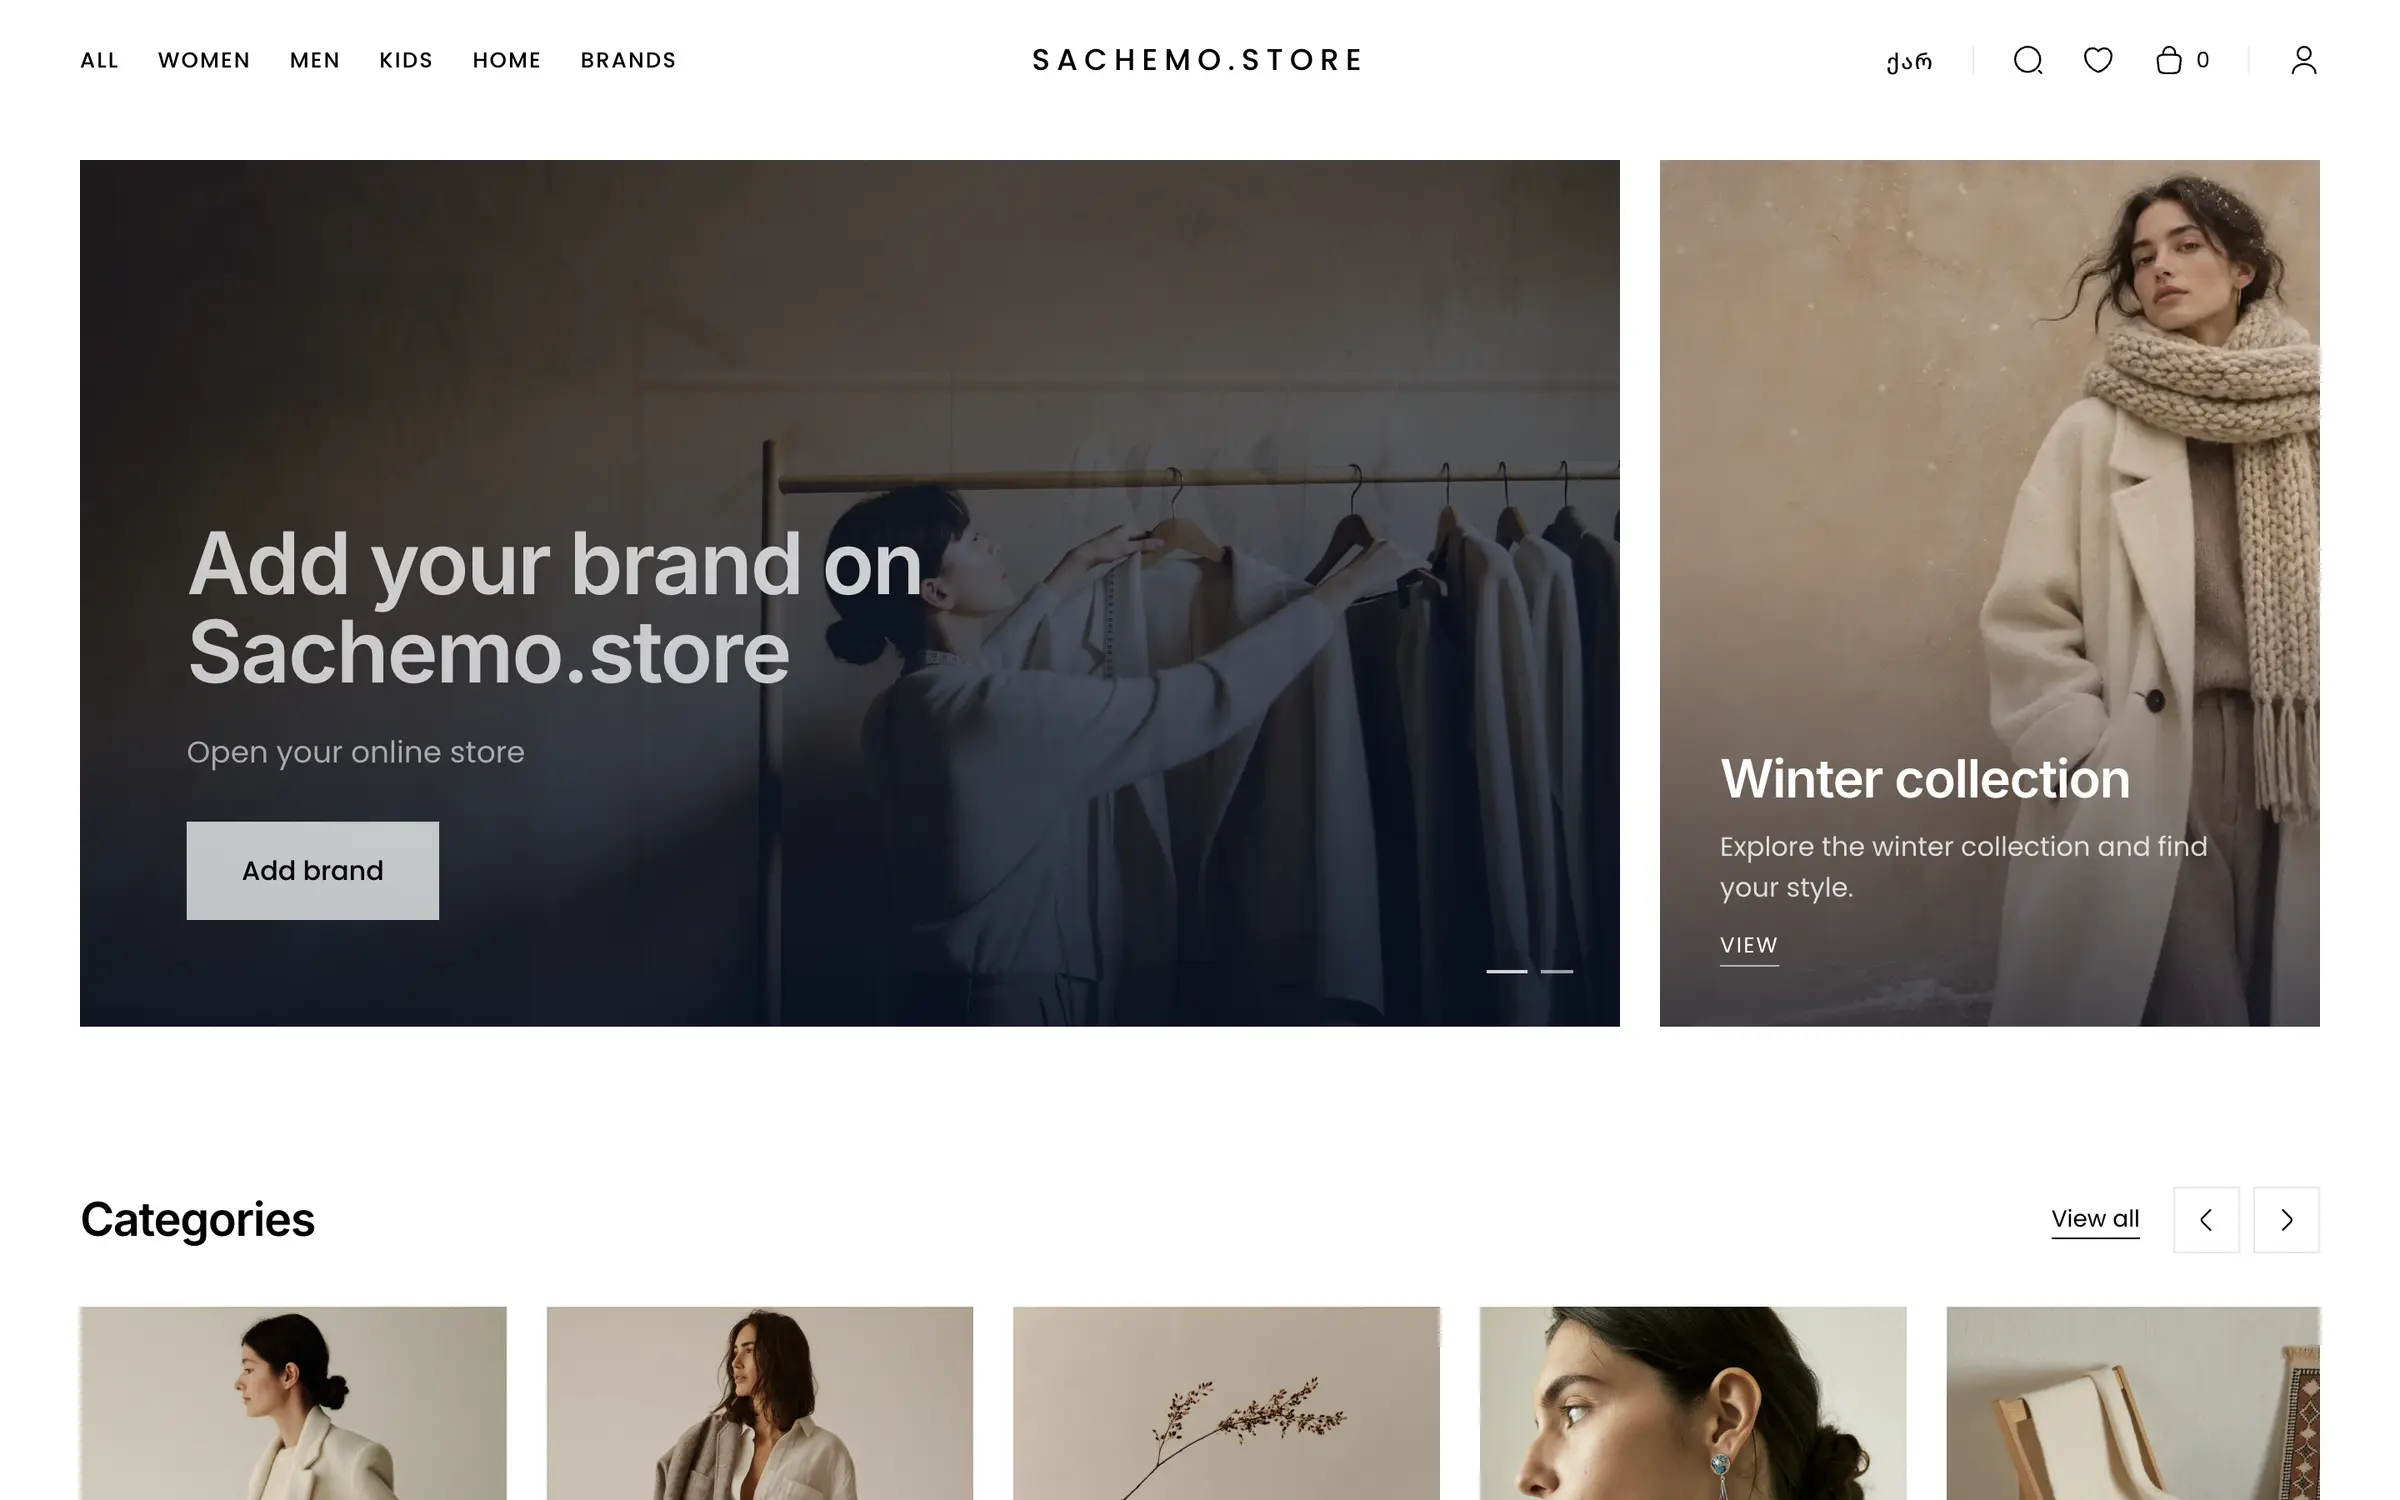 ALL WOMEN MEN KIDS HOME BRANDS
SACHEMO.STORE
ქარ
0
Add your brand on
Sachemo.store
Open your online store
Add brand
Winter collection
Explore the winter collection and find
your style.
VIEW
Categories
View all